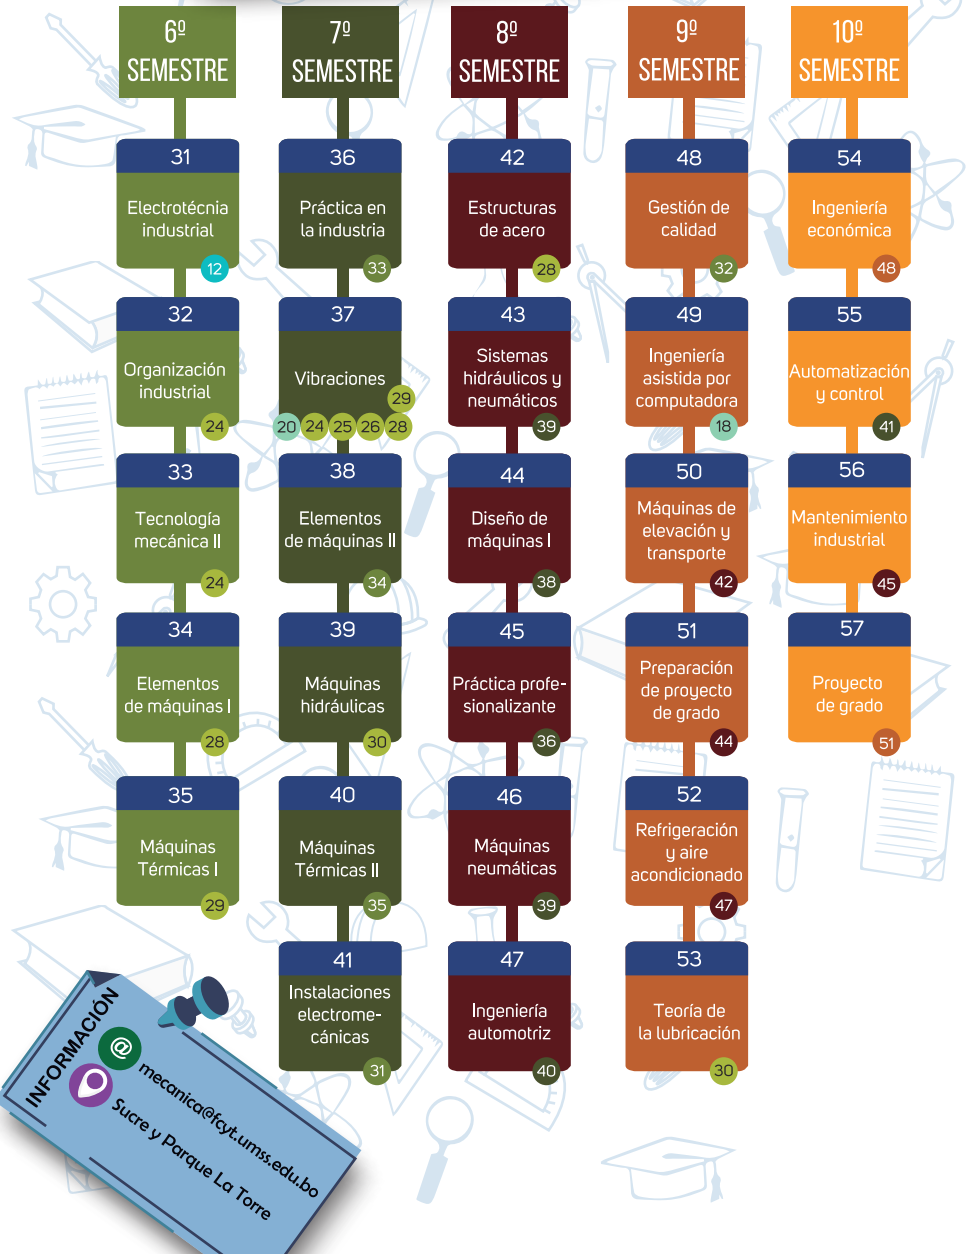 6º
SEMESTRE
31
Electrotécnia
industrial
12
32
Organización
industrial
24
33
Tecnología
mecánica II
24
34
Elementos
de máquinas I
28
35
Máquinas
Térmicas I
29
7º
SEMESTRE
36
Práctica en
la industria
33
37
Vibraciones
29
20 24 25 26 28
38
Elementos
de máquinas II
34
39
Máquinas
hidráulicas
30
40
Máquinas
Térmicas II
35
41
Instalaciones
electrome-
cánicas
31
8º
SEMESTRE
42
Estructuras
de acero
28
43
Sistemas
hidráulicos y
neumáticos
39
44
Diseño de
máquinas I
38
45
Práctica profe-
sionalizante
36
46
Máquinas
neumáticas
39
47
Ingeniería
automotriz
40
9º
SEMESTRE
48
Gestión de
calidad
32
49
Ingeniería
asistida por
computadora
18
50
Máquinas de
elevación y
transporte
42
51
Preparación
de proyecto
de grado
44
52
Refrigeración
y aire
acondicionado
47
53
Teoría de
la lubricación
30
10º
SEMESTRE
54
Ingeniería
económica
48
55
Automatización
y control
41
56
Mantenimiento
industrial
45
57
Proyecto
de grado
51
INFORMACIÓN
@ mecanica@fcyt.umss.edu.bo
Sucre y Parque La Torre